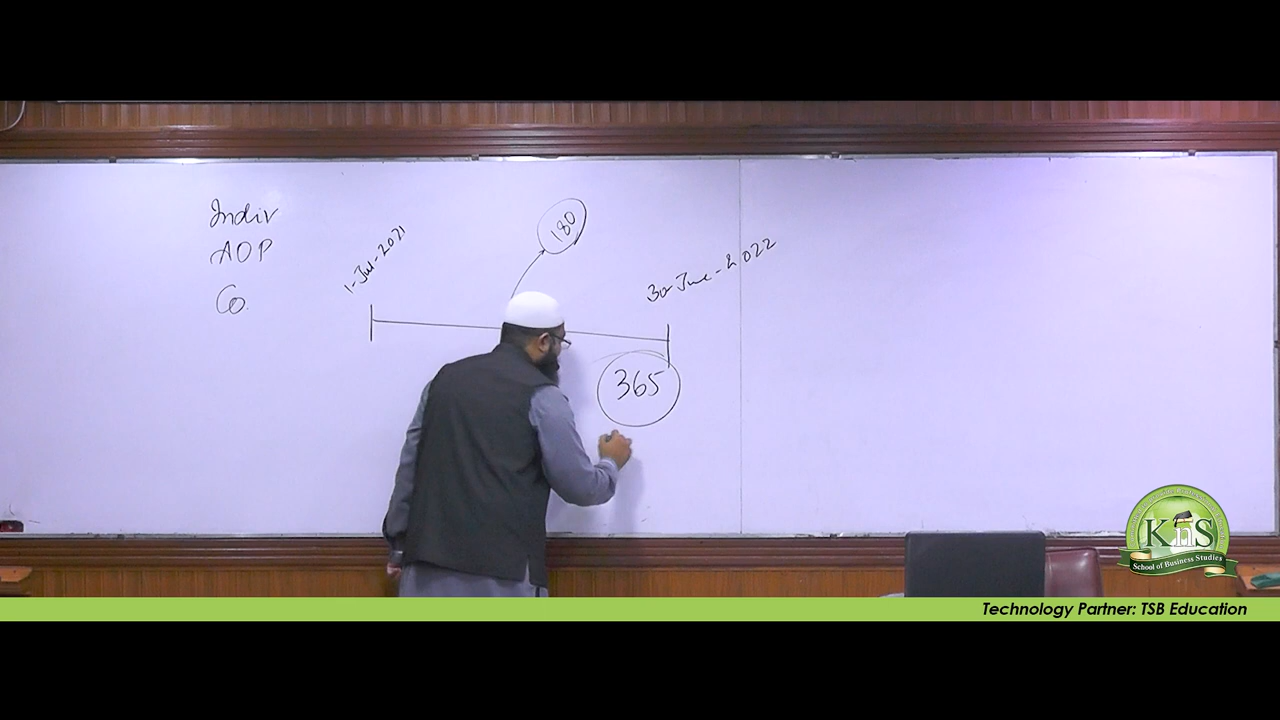 Indiv
AOP
Co.
1-Jul-2021
180
30-June-2022
365
KnS
School of Business Studies
Technology Partner: TSB Education